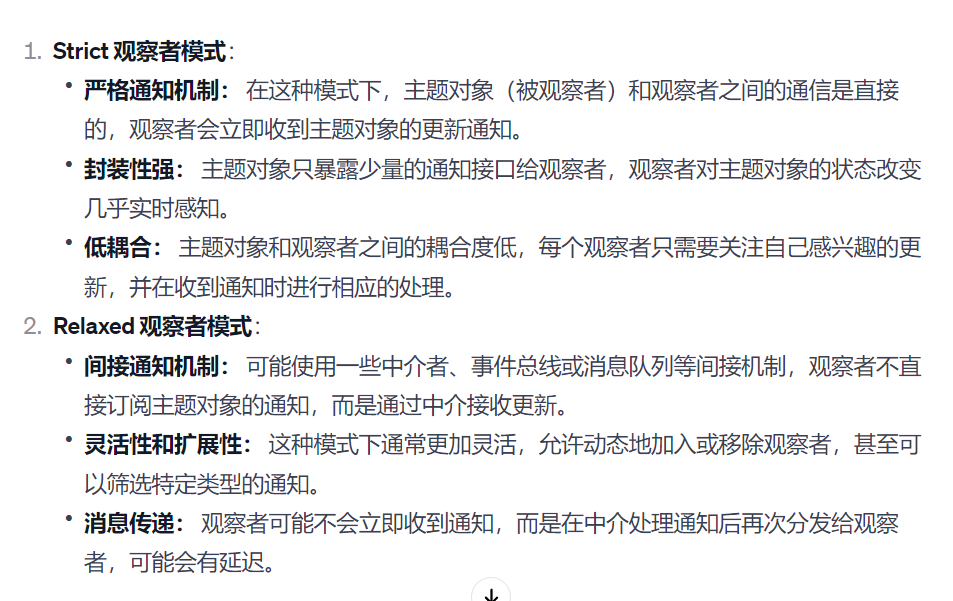 1. Strict 观察者模式：
• 严格通知机制： 在这种模式下，主题对象（被观察者）和观察者之间的通信是直接
的，观察者会立即收到主题对象的更新通知。
• 封装性强： 主题对象只暴露少量的通知接口给观察者，观察者对主题对象的状态改变
几乎实时感知。
• 低耦合： 主题对象和观察者之间的耦合度低，每个观察者只需要关注自己感兴趣的更
新，并在收到通知时进行相应的处理。
2. Relaxed 观察者模式：
• 间接通知机制： 可能使用一些中介者、事件总线或消息队列等间接机制，观察者不直
接订阅主题对象的通知，而是通过中介接收更新。
• 灵活性和扩展性： 这种模式下通常更加灵活，允许动态地加入或移除观察者，甚至可
以筛选特定类型的通知。
• 消息传递： 观察者可能不会立即收到通知，而是在中介处理通知后再次分发给观察
者，可能会有延迟。